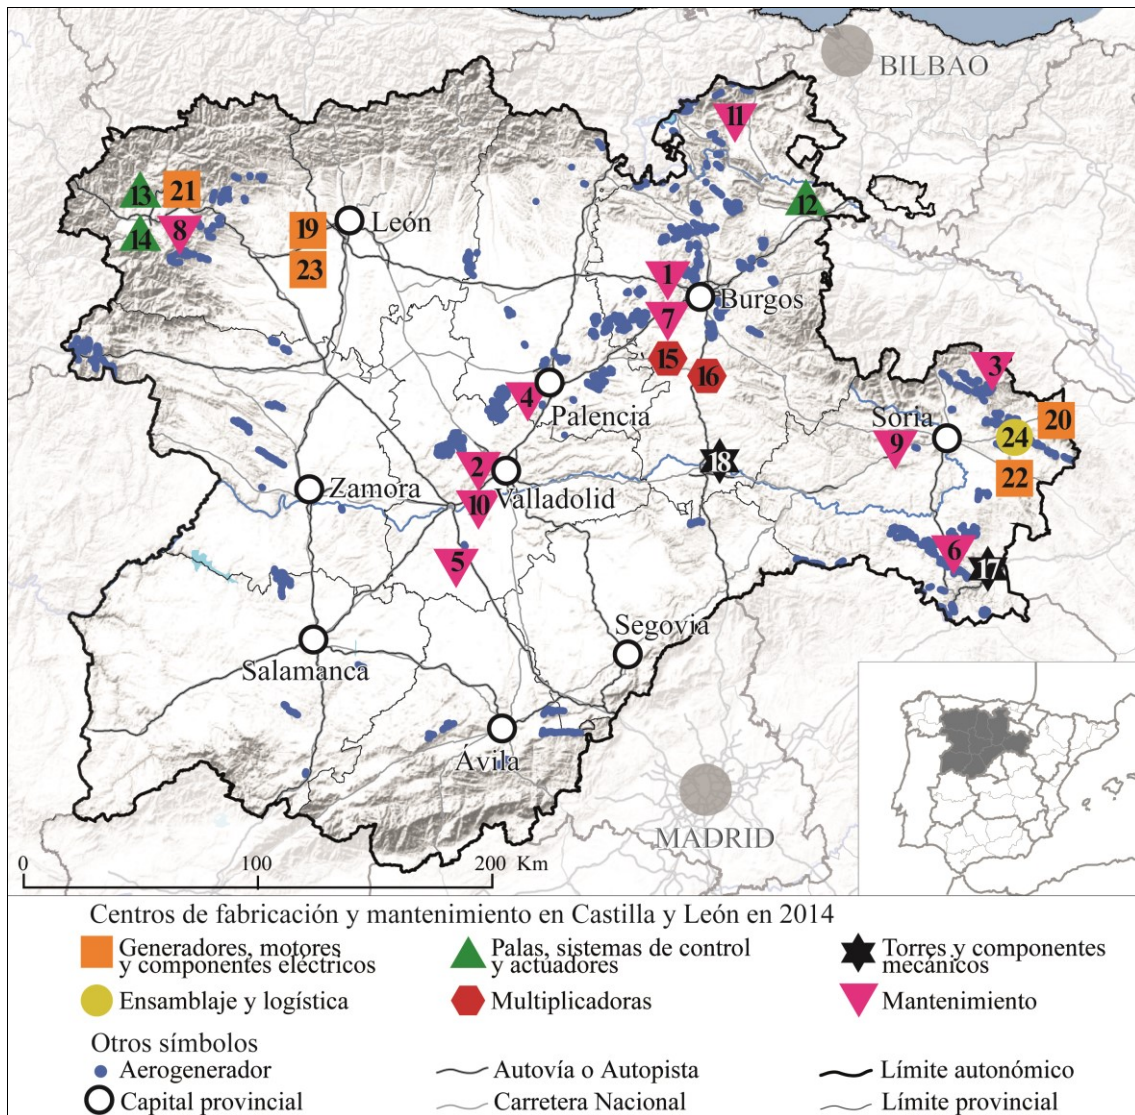 BILBAO
11
13
21
12
8
14
19
León
23
1
Burgos
7
15
16
3
4
Palencia
Soria
20
24
9
18
22
2
Zamora
Valladolid
10
6
17
5
Segovia
Salamanca
Ávila
MADRID
0
100
200 Km
Centros de fabricación y mantenimiento en Castilla y León en 2014
Generadores, motores
y componentes eléctricos
Palas, sistemas de control
y actuadores
Torres y componentes
mecánicos
Ensamblaje y logística
Multiplicadoras
Mantenimiento
Otros símbolos
Aerogenerador
Autovía o Autopista
Límite autonómico
Capital provincial
Carretera Nacional
Límite provincial